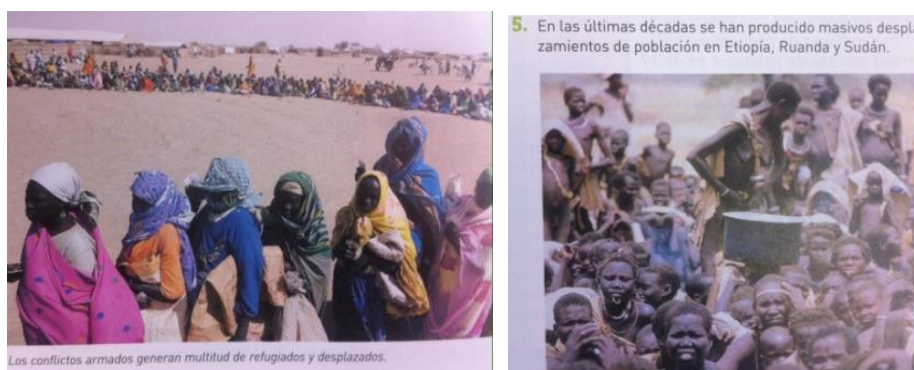 Los conflictos armados generan multitud de refugiados y desplazados.
5. En las últimas décadas se han producido masivos despla
zamientos de población en Etiopía, Ruanda y Sudán.